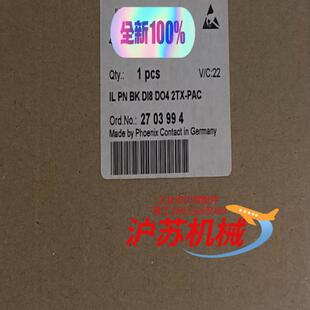 全新100%
Qty.: 1 pcs V/C:22
IL PN BK DI8 DO4 2TX-PAC
Ord.No.: 27 03 99 4
Made by Phoenix Contact in Germany
沪苏机械